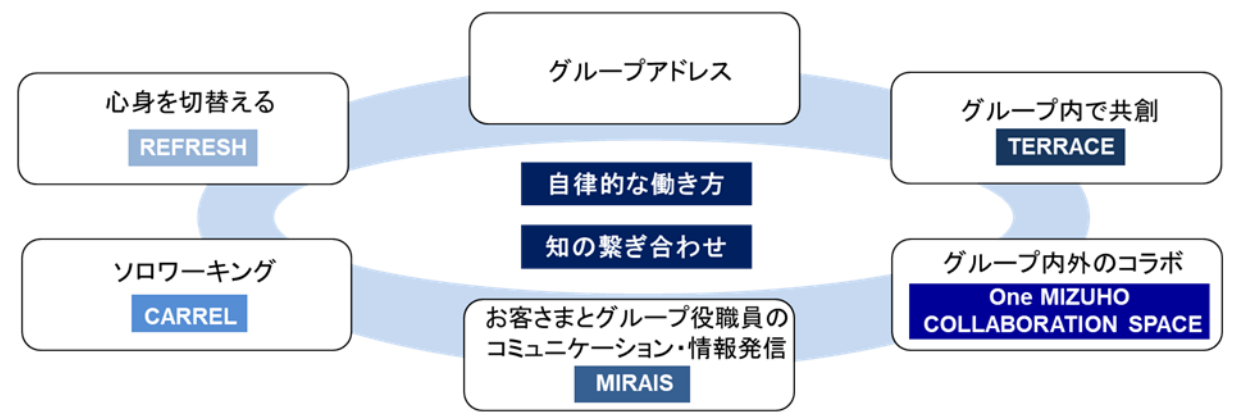 グループアドレス
心身を切替える
REFRESH
グループ内で共創
TERRACE
自律的な働き方
知の繋ぎ合わせ
ソロワーキング
CARREL
グループ内外のコラボ
One MIZUHO
COLLABORATION SPACE
お客さまとグループ役職員の
コミュニケーション・情報発信
MIRAIS